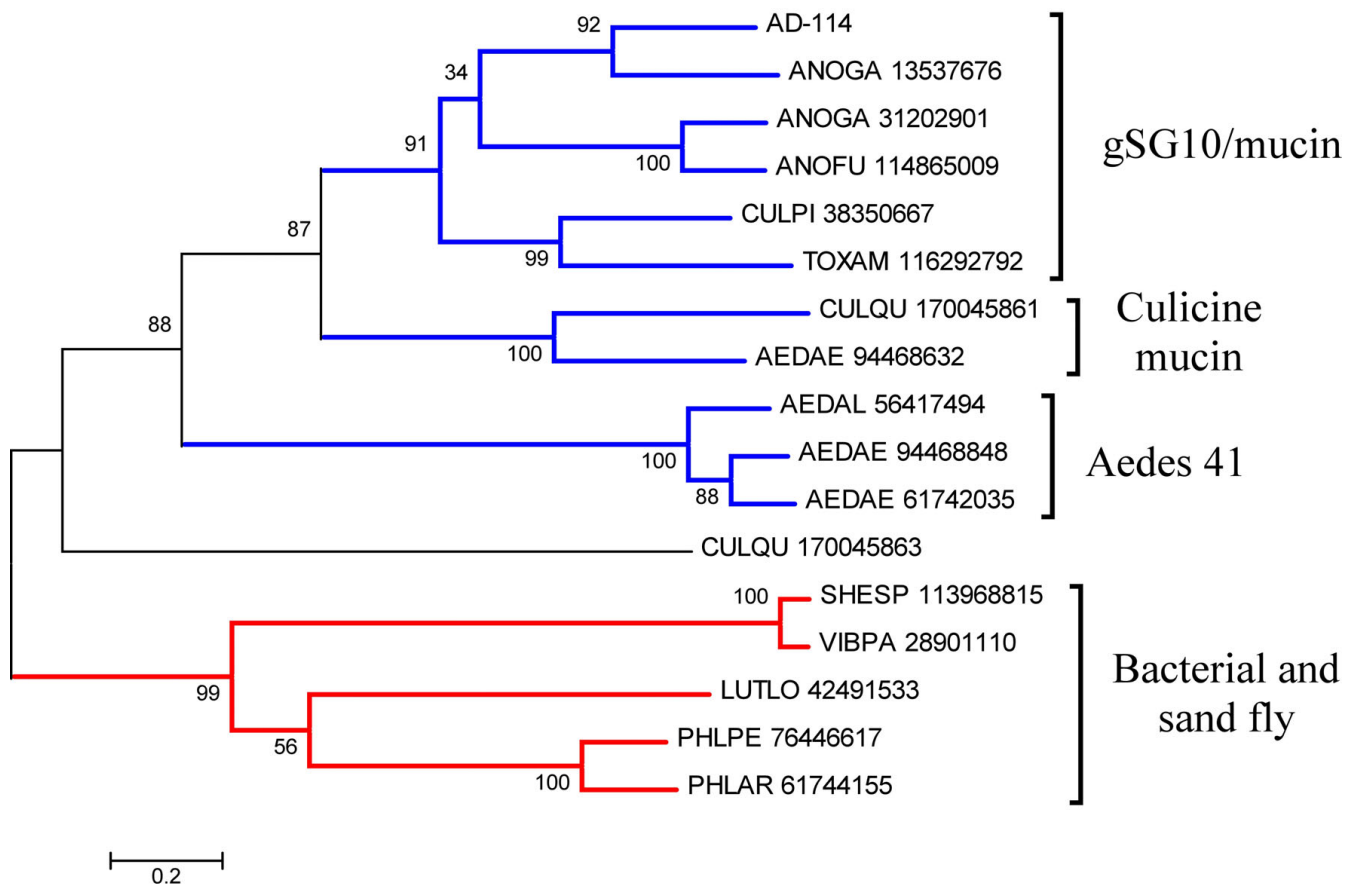 92
AD-114
ANOGA 13537676
34
ANOGA 31202901
gSG10/mucin
91
100
ANOFU 114865009
CULPI 38350667
87
99
TOXAM 116292792
CULQU 170045861
Culicine
mucin
88
100
AEDAE 94468632
AEDAL 56417494
AEDAE 94468848
Aedes 41
100
88
AEDAE 61742035
CULQU 170045863
100
SHESP 113968815
VIBPA 28901110
Bacterial and
sand fly
99
LUTLO 42491533
56
PHLPE 76446617
100
PHLAR 61744155
0.2